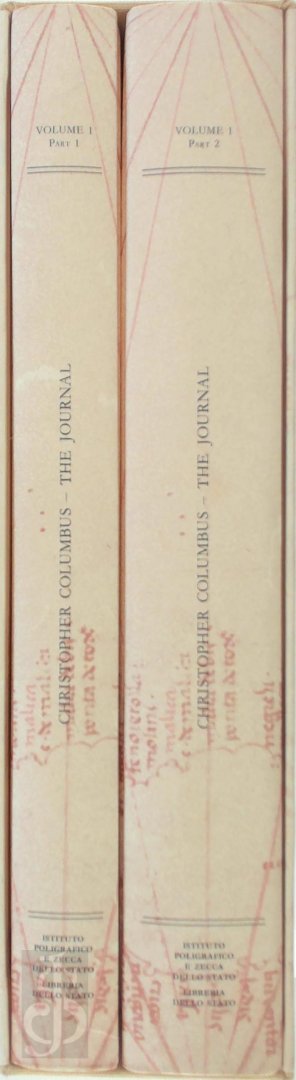 VOLUME 1
PART 1
CHRISTOPHER COLUMBUS – THE JOURNAL
ISTITUTO
POLIGRAFICO
E ZECCA
DELLO STATO
LIBRERIA
DELLO STATO
VOLUME 1
PART 2
CHRISTOPHER COLUMBUS – THE JOURNAL
ISTITUTO
POLIGRAFICO
E ZECCA
DELLO STATO
LIBRERIA
DELLO STATO